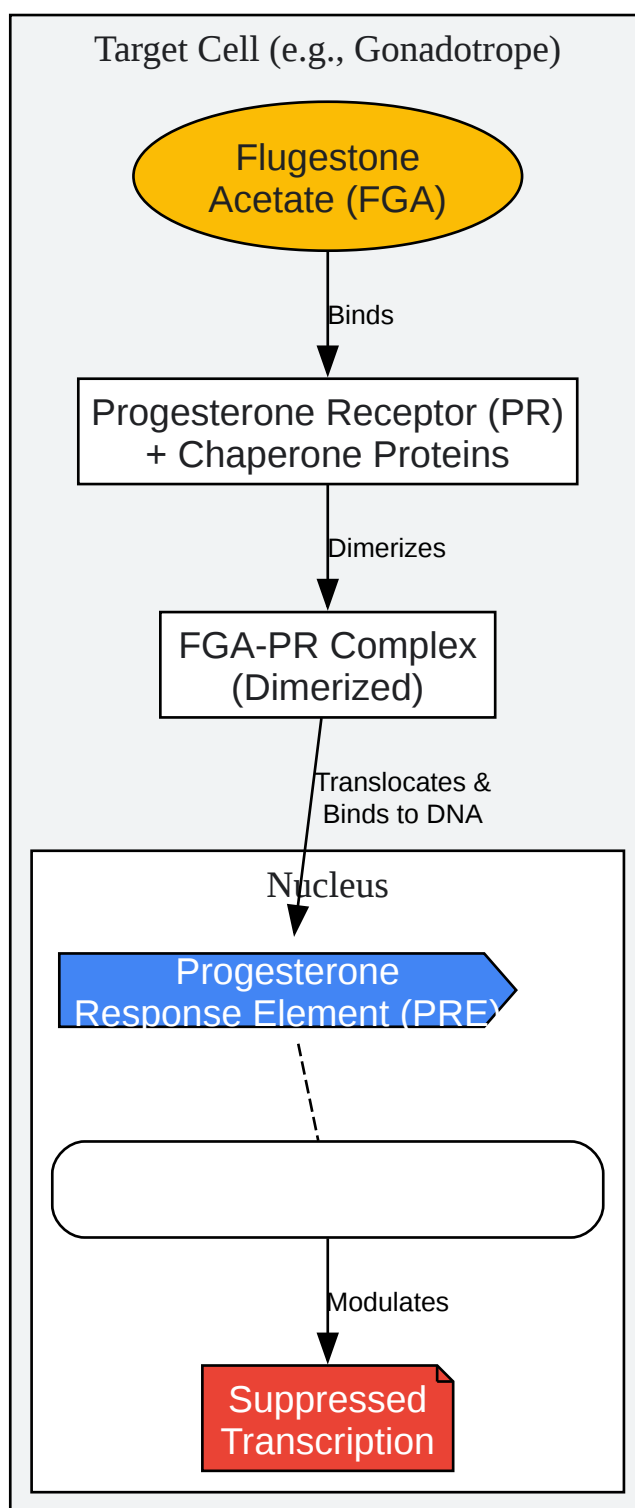 Target Cell (e.g., Gonadotrope)
Flugestone
Acetate (FGA)
Binds
Progesterone Receptor (PR)
+ Chaperone Proteins
Dimerizes
FGA-PR Complex
(Dimerized)
Translocates &
Binds to DNA
Nucleus
Progesterone
Response Element (PRE)
Modulates
Suppressed
Transcription